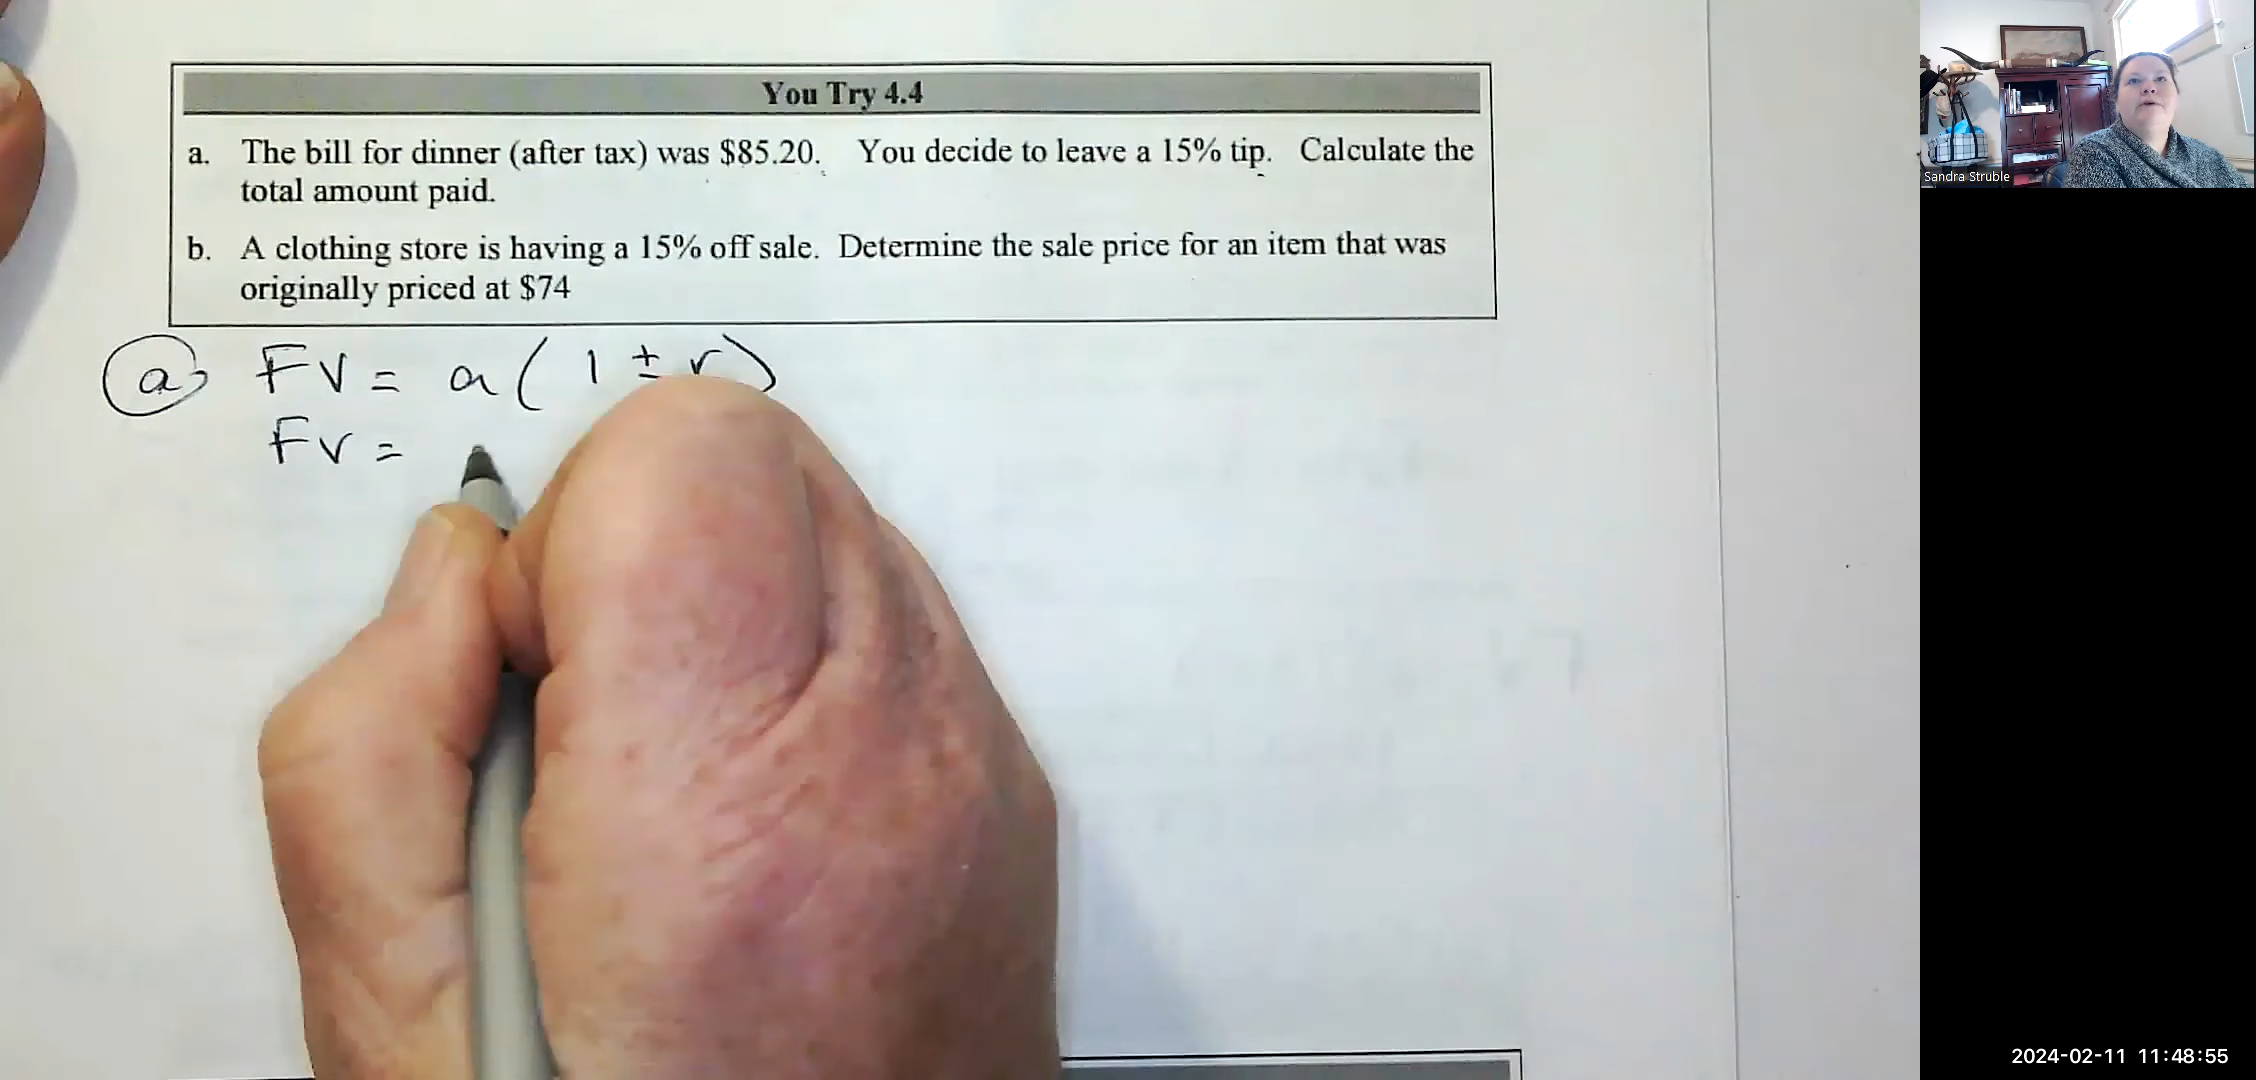 You Try 4.4
a. The bill for dinner (after tax) was $85.20. You decide to leave a 15% tip. Calculate the
total amount paid.
b. A clothing store is having a 15% off sale. Determine the sale price for an item that was
originally priced at $74
a) FV = a( 1 ± r)
FV =
Sandra Struble
2024-02-11 11:48:55